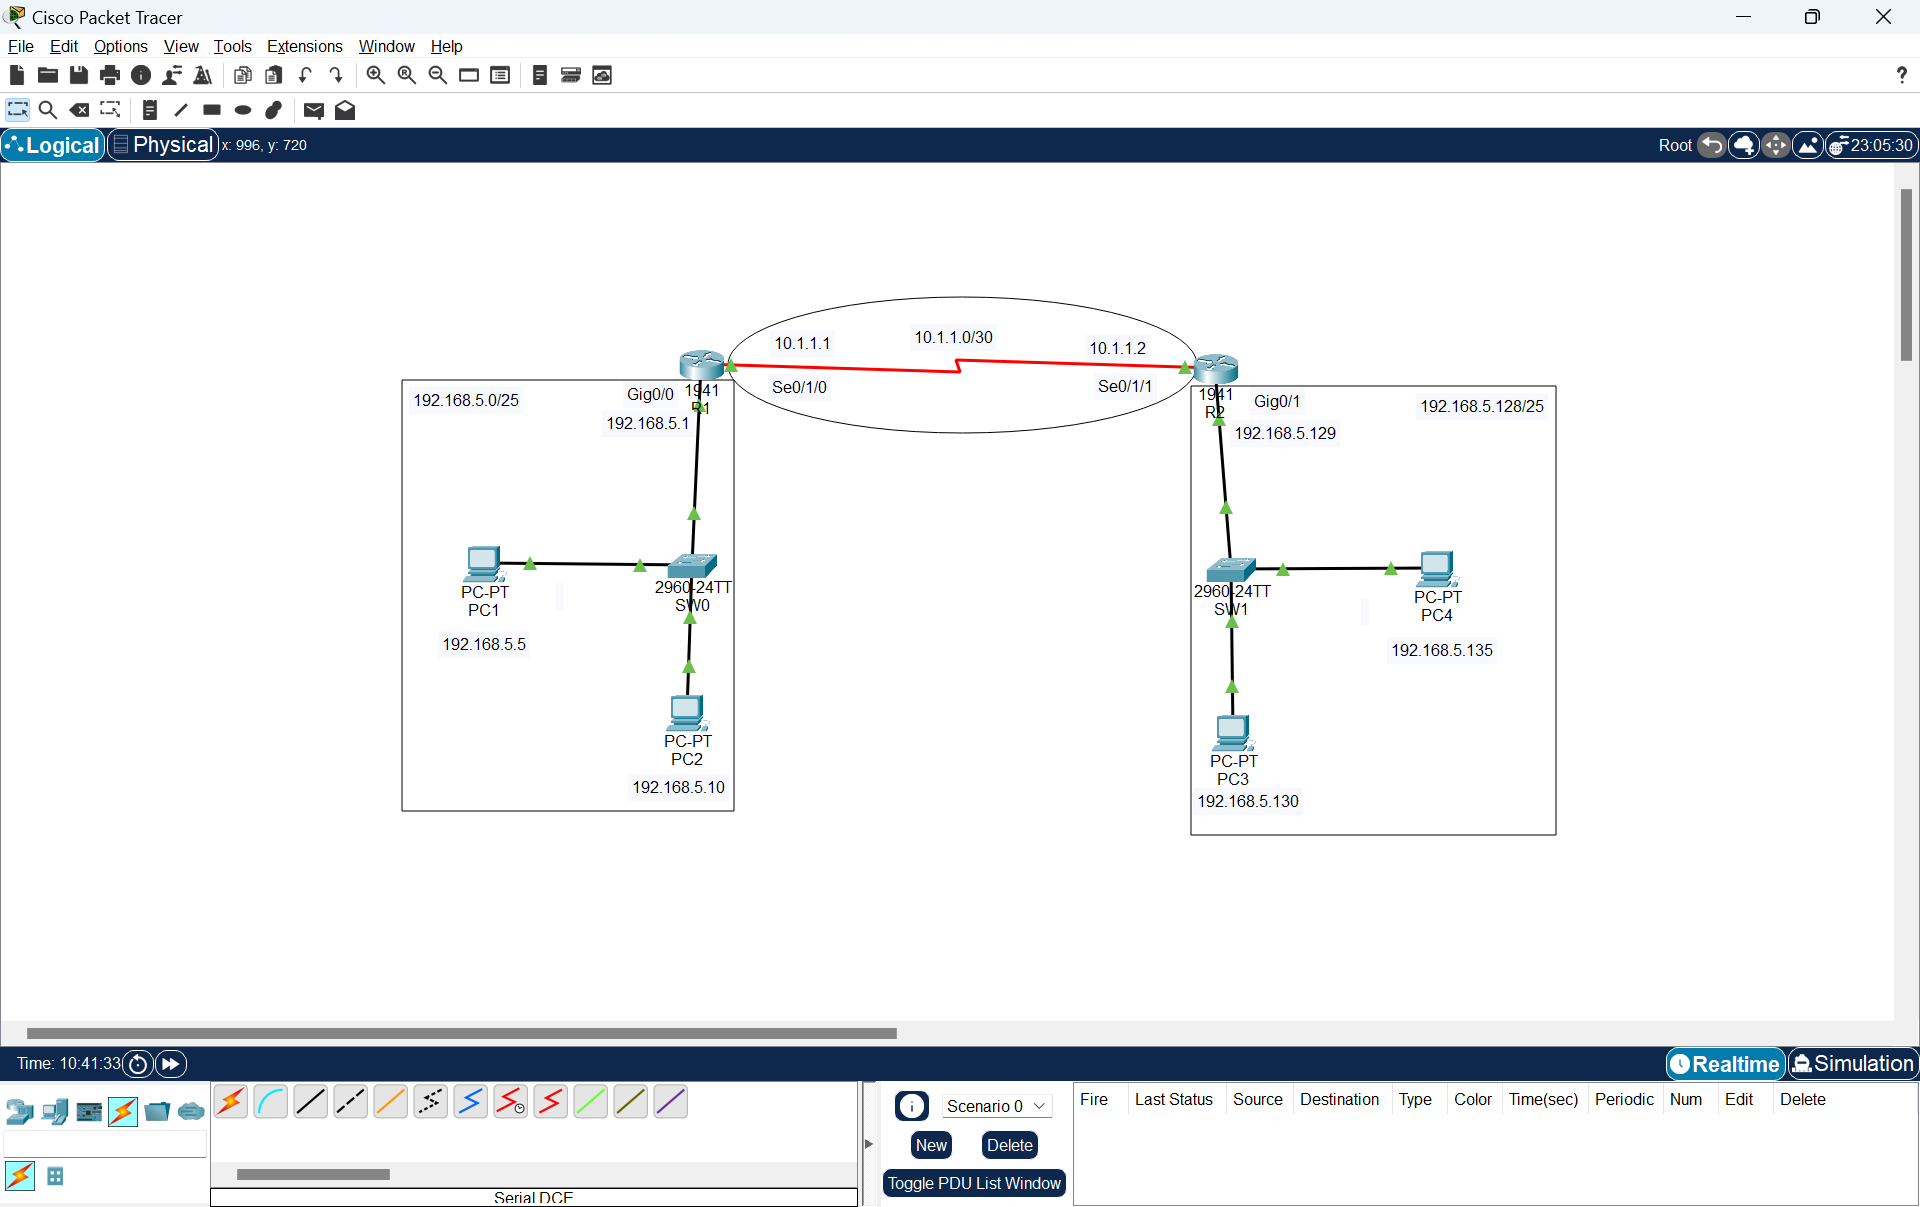 Cisco Packet Tracer
File Edit Options View Tools Extensions Window Help
?
Logical Physical x: 996, y: 720 Root 23:05:30
10.1.1.1 10.1.1.0/30 10.1.1.2
Se0/1/0 Se0/1/1
192.168.5.0/25 Gig0/0 1941
R1
192.168.5.1
1941 Gig0/1 192.168.5.128/25
R2
192.168.5.129
PC-PT
PC1
192.168.5.5
2960-24TT
SW0
PC-PT
PC2
192.168.5.10
2960-24TT
SW1
PC-PT
PC4
192.168.5.135
PC-PT
PC3
192.168.5.130
Time: 10:41:33 Realtime Simulation
Scenario 0
New Delete
Toggle PDU List Window
Fire Last Status Source Destination Type Color Time(sec) Periodic Num Edit Delete
Serial DCE